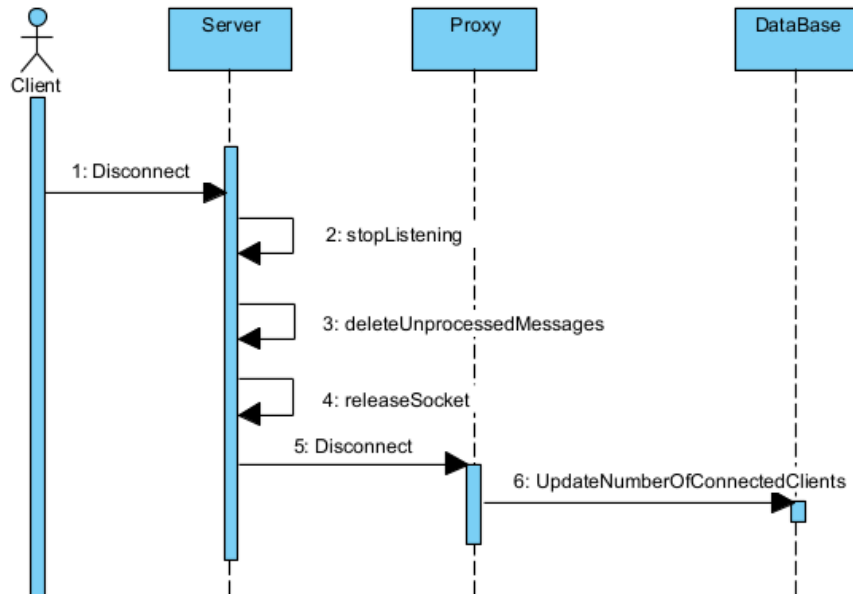 Server
Proxy
DataBase
Client
1: Disconnect
2: stopListening
3: deleteUnprocessedMessages
4: releaseSocket
5: Disconnect
6: UpdateNumberOfConnectedClients